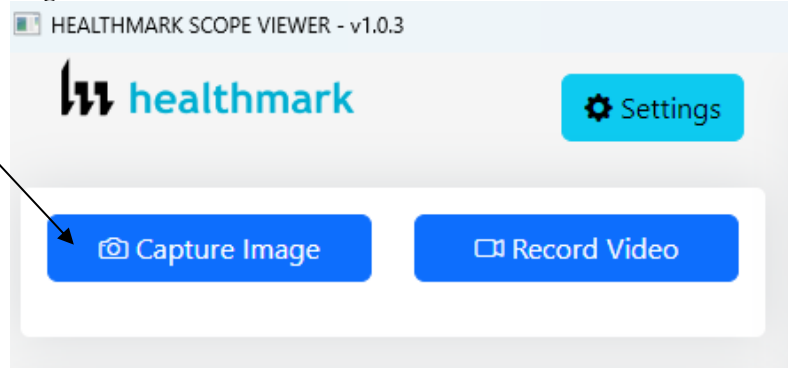 HEALTHMARK SCOPE VIEWER - v1.0.3
healthmark
Settings
Capture Image
Record Video